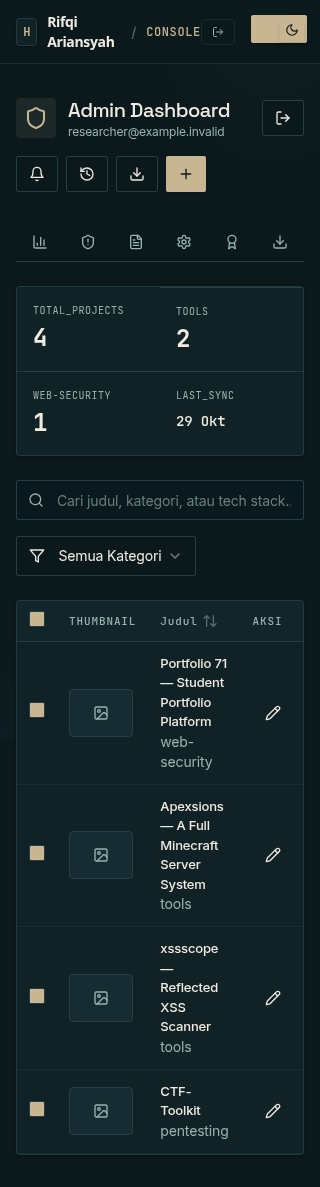 H
Rifqi
Ariansyah
/ CONSOLE
Admin Dashboard
researcher@example.invalid
TOTAL_PROJECTS
4
TOOLS
2
WEB-SECURITY
1
LAST_SYNC
29 Okt
Cari judul, kategori, atau tech stack..
Semua Kategori
THUMBNAIL Judul AKSI
Portfolio 71
— Student
Portfolio
Platform
web-
security
Apexsions
— A Full
Minecraft
Server
System
tools
xssscope
—
Reflected
XSS
Scanner
tools
CTF-
Toolkit
pentesting